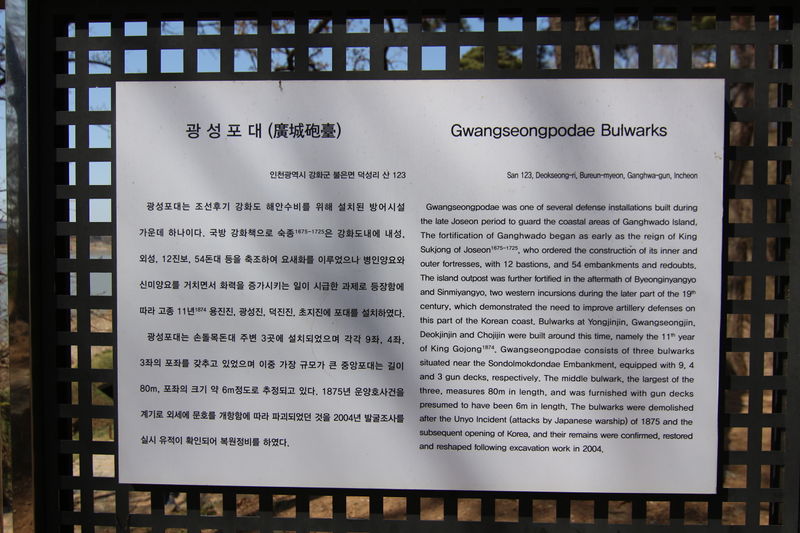 광성포대(廣城砲臺)
인천광역시 강화군 불은면 덕성리 산 123
광성포대는 조선후기 강화도 해안수비를 위해 설치된 방어시설
가운데 하나이다. 국방 강화책으로 숙종1675-1725은 강화도내에 내성,
외성, 12진보, 54돈대 등을 축조하여 요새화를 이루었으나 병인양요와
신미양요를 거치면서 화력을 증가시키는 일이 시급한 과제로 등장함에
따라 고종 11년1874 용진진, 광성진, 덕진진, 초지진에 포대를 설치하였다.
광성포대는 손돌목돈대 주변 3곳에 설치되었으며 각각 9좌, 4좌,
3좌의 포좌를 갖추고 있었으며 이중 가장 규모가 큰 중앙포대는 길이
80m, 포좌의 크기 약 6m정도로 추정되고 있다. 1875년 운양호사건을
계기로 외세에 문호를 개항함에 따라 파괴되었던 것을 2004년 발굴조사를
실시 유적이 확인되어 복원정비를 하였다.
Gwangseongpodae Bulwarks
San 123, Deokseong-ri, Bureun-myeon, Ganghwa-gun, Incheon
Gwangseongpodae was one of several defense installations built during
the late Joseon period to guard the coastal areas of Ganghwado Island.
The fortification of Ganghwado began as early as the reign of King
Sukjong of Joseon1675-1725, who ordered the construction of its inner and
outer fortresses, with 12 bastions, and 54 embankments and redoubts.
The island outpost was further fortified in the aftermath of Byeonginyangyo
and Sinmiyangyo, two western incursions during the later part of the 19th
century, which demonstrated the need to improve artillery defenses on
this part of the Korean coast. Bulwarks at Yongjinjin, Gwangseongjin,
Deokjinjin and Chojijin were built around this time, namely the 11th year
of King Gojong1874. Gwangseongpodae consists of three bulwarks
situated near the Sondolmokdondae Embankment, equipped with 9, 4
and 3 gun decks, respectively. The middle bulwark, the largest of the
three, measures 80m in length, and was furnished with gun decks
presumed to have been 6m in length. The bulwarks were demolished
after the Unyo Incident (attacks by Japanese warship) of 1875 and the
subsequent opening of Korea, and their remains were confirmed, restored
and reshaped following excavation work in 2004.